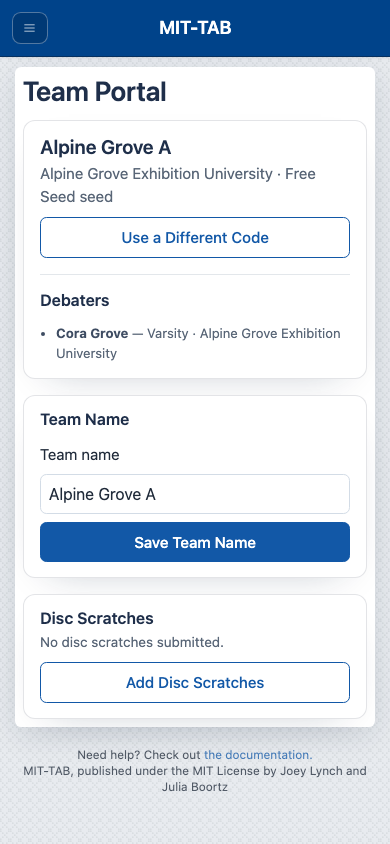 MIT-TAB
Team Portal
Alpine Grove A
Alpine Grove Exhibition University · Free
Seed seed
Use a Different Code
Debaters
• Cora Grove — Varsity · Alpine Grove Exhibition
University
Team Name
Team name
Alpine Grove A
Save Team Name
Disc Scratches
No disc scratches submitted.
Add Disc Scratches
Need help? Check out the documentation.
MIT-TAB, published under the MIT License by Joey Lynch and
Julia Boortz